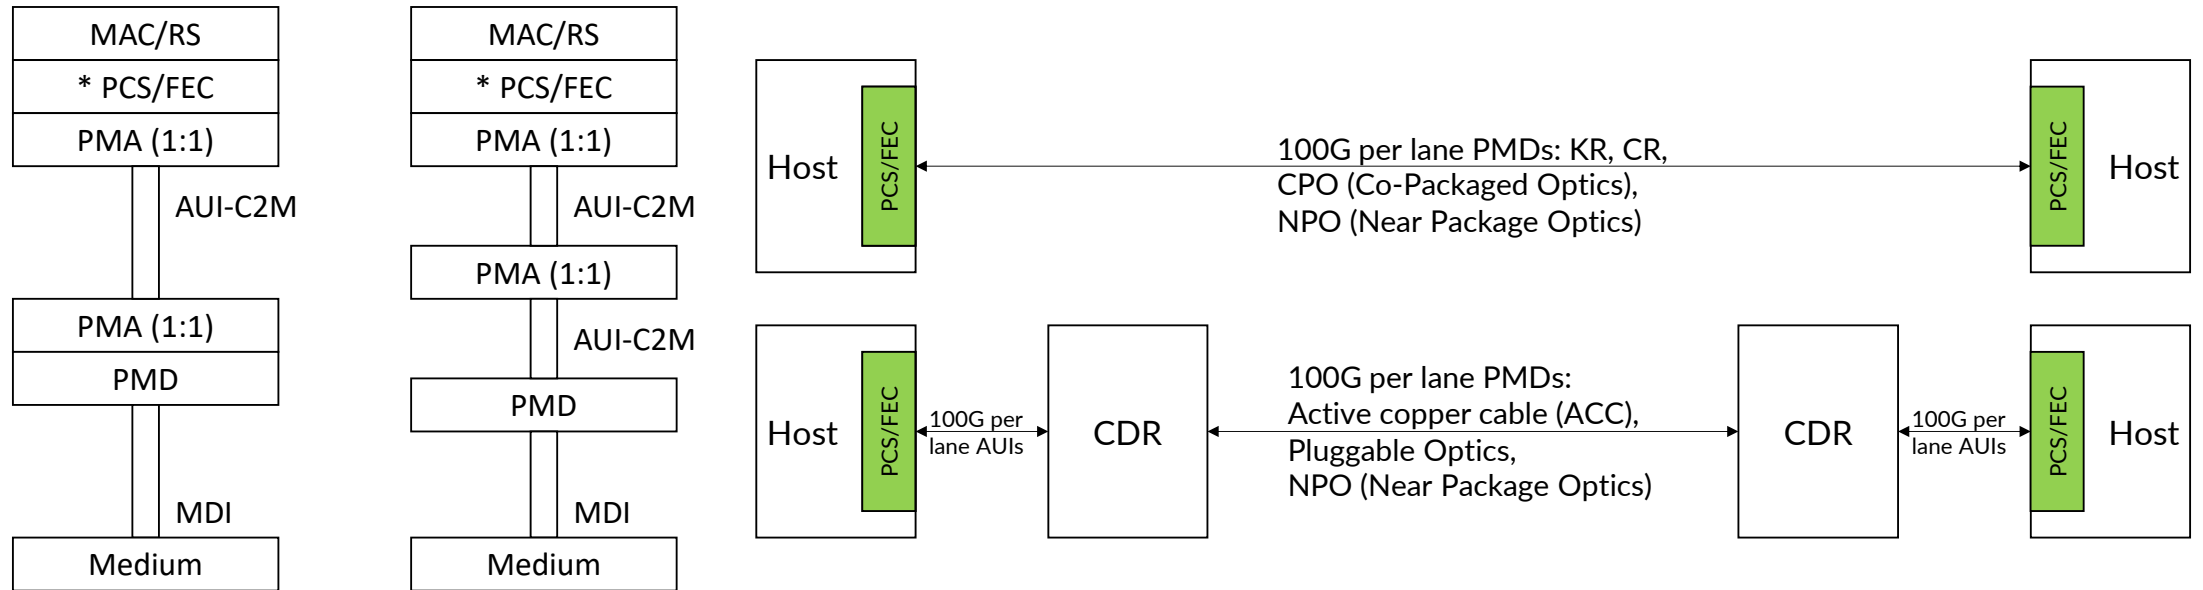 MAC/RS
* PCS/FEC
PMA (1:1)
AUI-C2M
PMA (1:1)
PMD
MDI
Medium
MAC/RS
* PCS/FEC
PMA (1:1)
AUI-C2M
PMA (1:1)
AUI-C2M
PMD
MDI
Medium
Host
PCS/FEC
100G per lane PMDs: KR, CR,
CPO (Co-Packaged Optics),
NPO (Near Package Optics)
PCS/FEC
Host
Host
PCS/FEC
100G per
lane AUIs
CDR
100G per lane PMDs:
Active copper cable (ACC),
Pluggable Optics,
NPO (Near Package Optics)
CDR
100G per
lane AUIs
PCS/FEC
Host